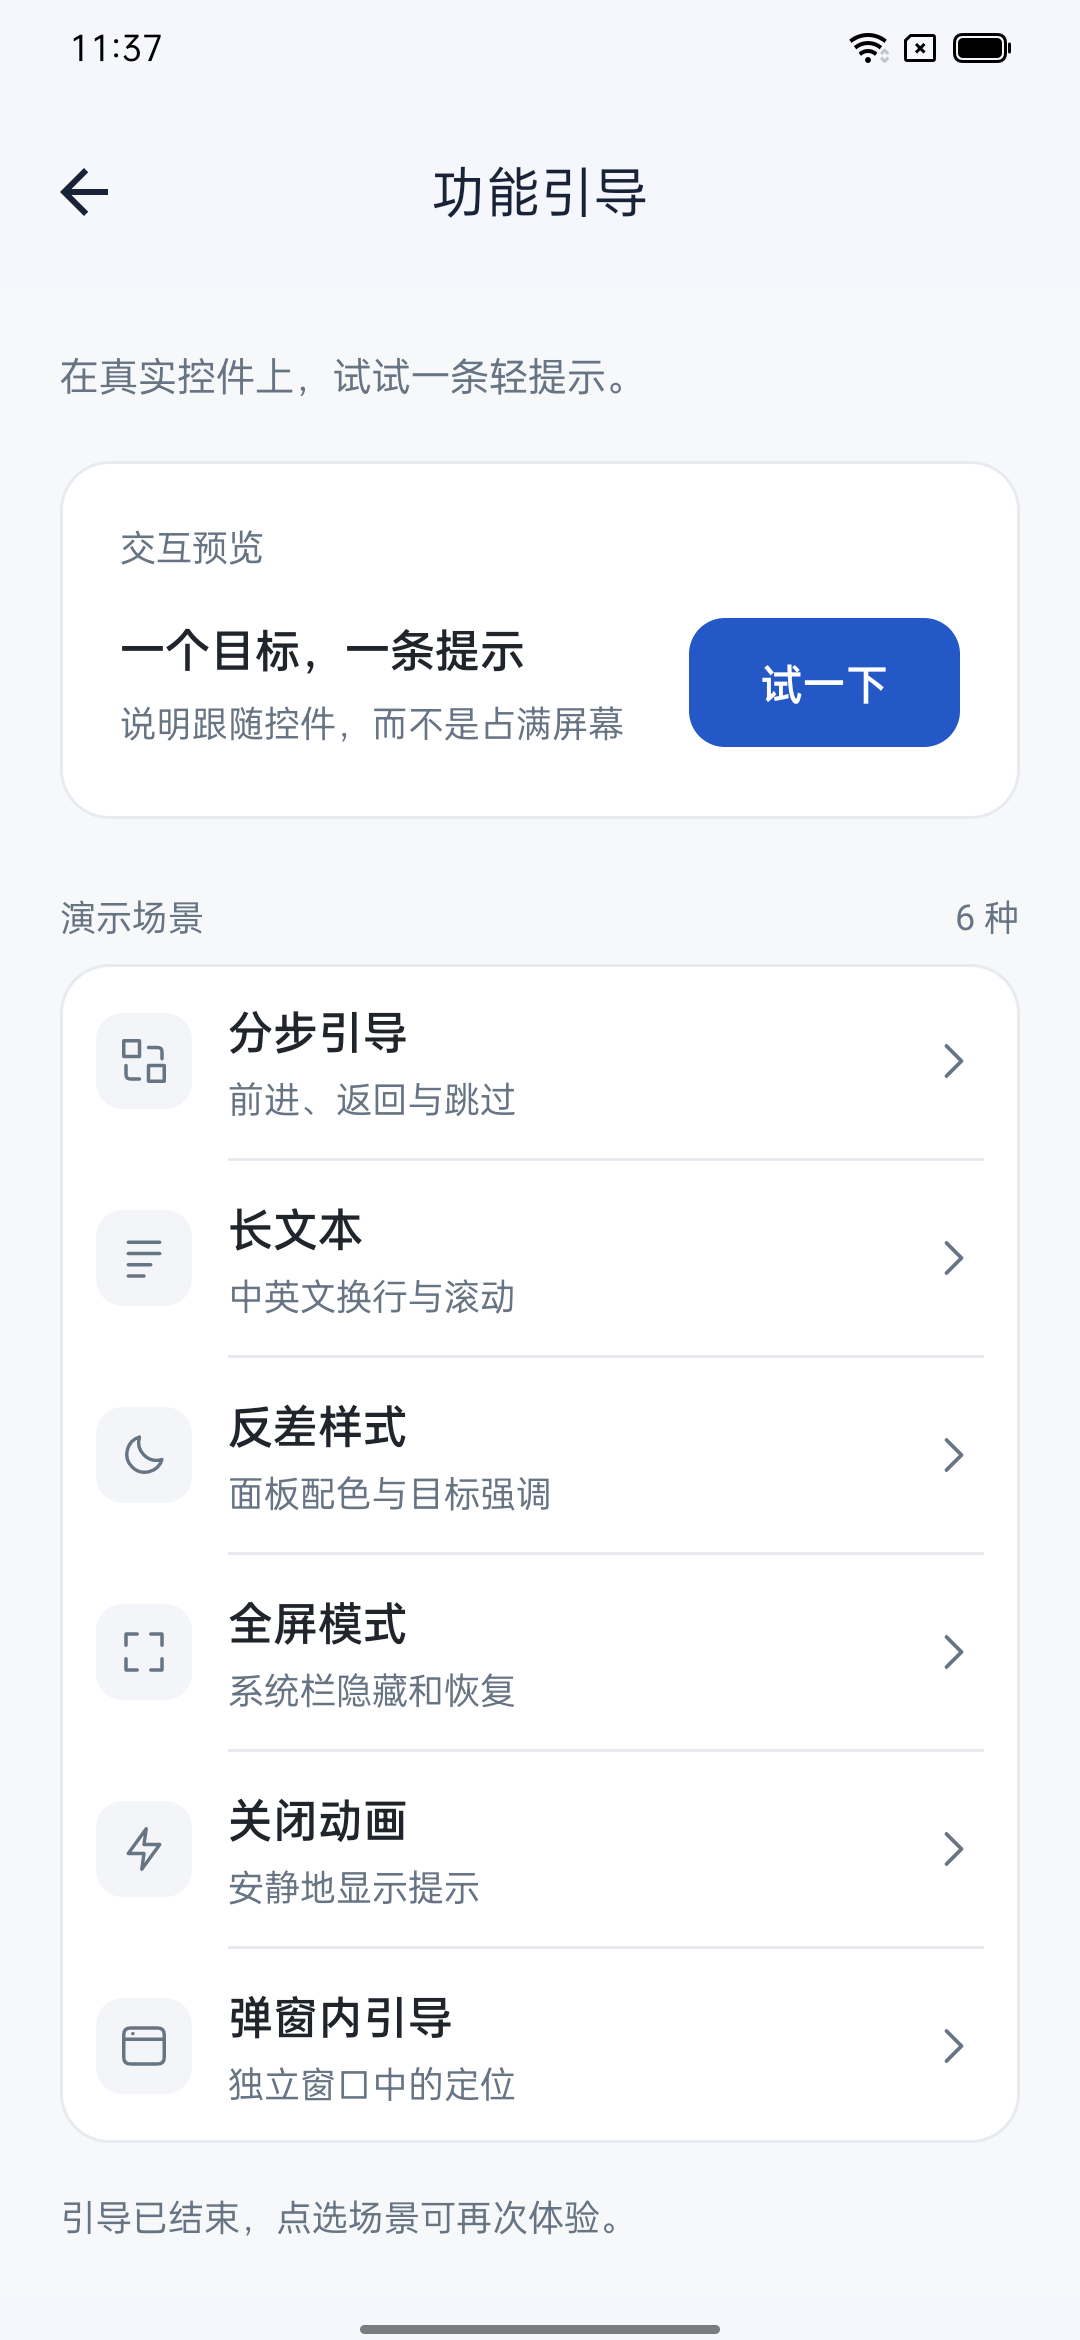 11:37
功能引导
在真实控件上，试试一条轻提示。
交互预览
一个目标，一条提示
说明跟随控件，而不是占满屏幕
试一下
演示场景
6 种
分步引导
前进、返回与跳过
长文本
中英文换行与滚动
反差样式
面板配色与目标强调
全屏模式
系统栏隐藏和恢复
关闭动画
安静地显示提示
弹窗内引导
独立窗口中的定位
引导已结束，点选场景可再次体验。